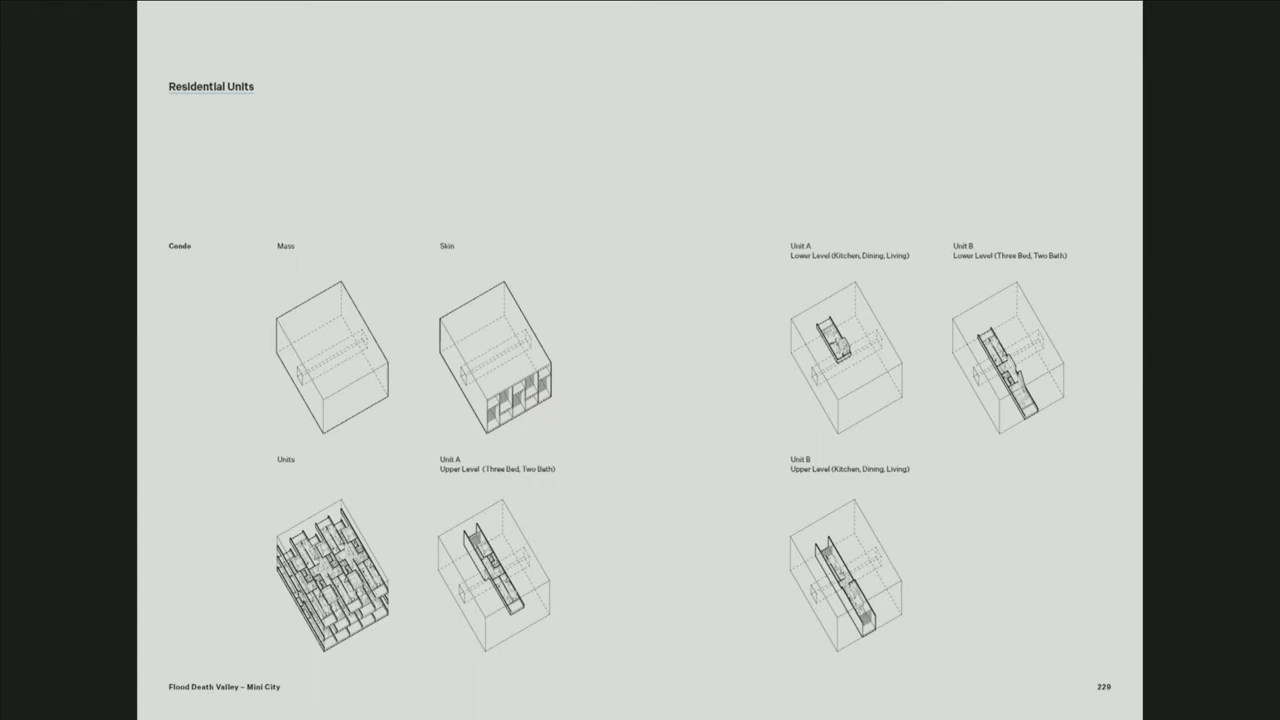 Residential Units
Condo
Mass
Skin
Unit A
Lower Level (Kitchen, Dining, Living)
Unit B
Lower Level (Three Bed, Two Bath)
Units
Unit A
Upper Level (Three Bed, Two Bath)
Unit B
Upper Level (Kitchen, Dining, Living)
Flood Death Valley – Mini City
229